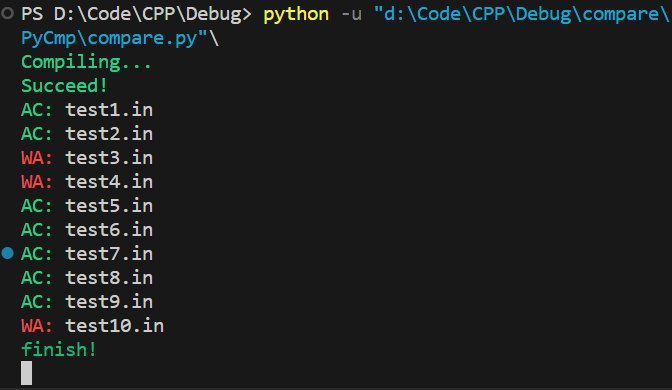 PS D:\Code\CPP\Debug> python -u "d:\Code\CPP\Debug\compare\
PyCmp\compare.py"\
Compiling...
Succeed!
AC: test1.in
AC: test2.in
WA: test3.in
WA: test4.in
AC: test5.in
AC: test6.in
AC: test7.in
AC: test8.in
AC: test9.in
WA: test10.in
finish!